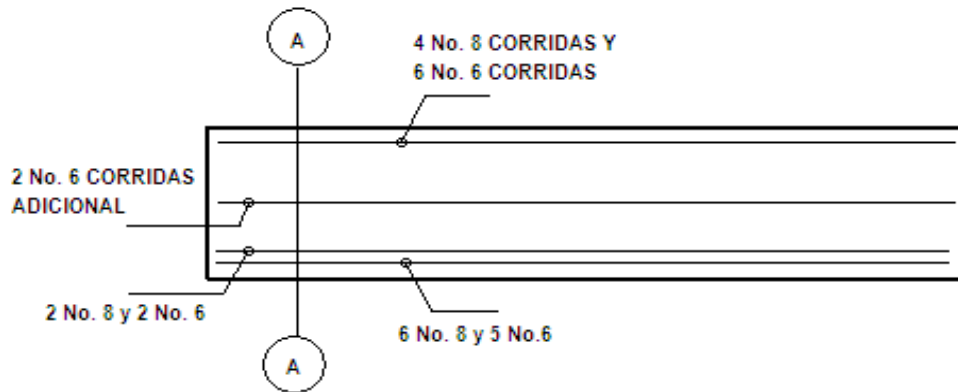 A
4 No. 8 CORRIDAS Y
6 No. 6 CORRIDAS
2 No. 6 CORRIDAS
ADICIONAL
2 No. 8 y 2 No. 6
6 No. 8 y 5 No.6
A